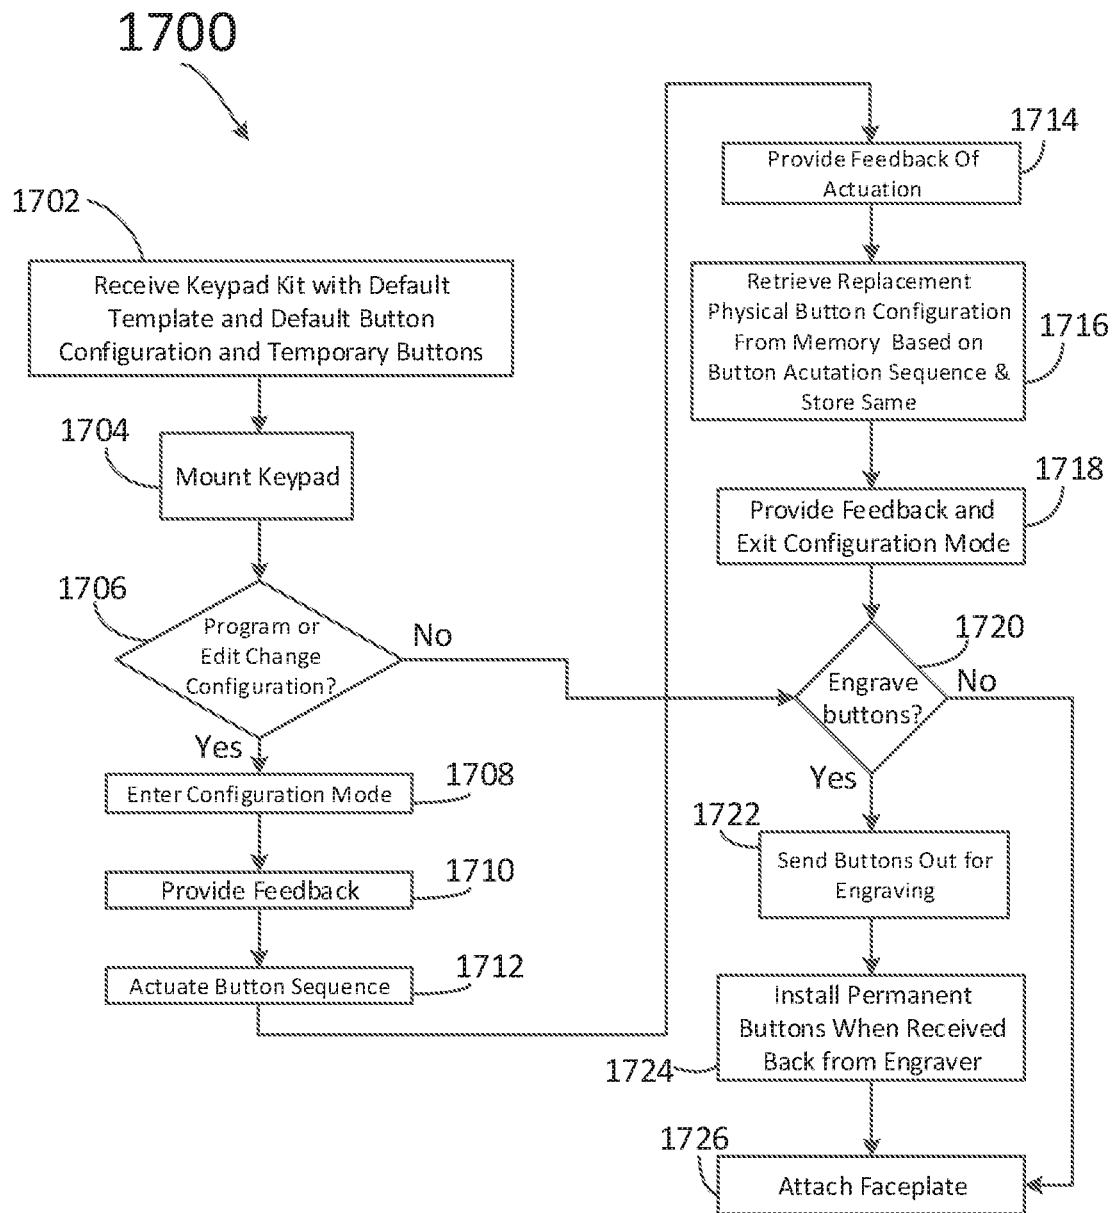 1700
1702
Receive Keypad Kit with Default
Template and Default Button
Configuration and Temporary Buttons
1704
Mount Keypad
1706
Program or
Edit Change
Configuration?
No
Yes
1708
Enter Configuration Mode
1710
Provide Feedback
1712
Actuate Button Sequence
1714
Provide Feedback Of
Actuation
Retrieve Replacement
Physical Button Configuration
From Memory Based on
Button Acutation Sequence &
Store Same
1716
1718
Provide Feedback and
Exit Configuration Mode
1720
Engrave
buttons?
No
Yes
1722
Send Buttons Out for
Engraving
Install Permanent
Buttons When Received
Back from Engraver
1724
1726
Attach Faceplate